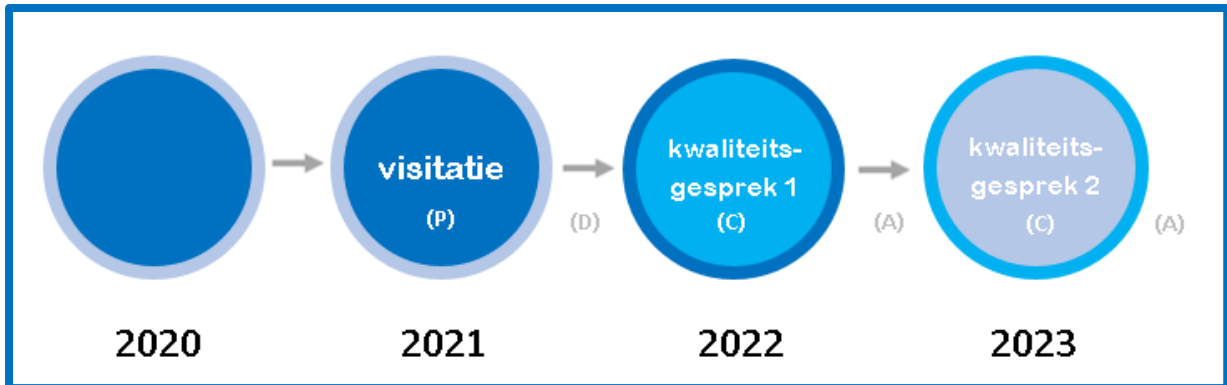 visitatie
(P)
(D)
kwaliteits-
gesprek 1
(C)
(A)
kwaliteits-
gesprek 2
(C)
(A)
2020
2021
2022
2023